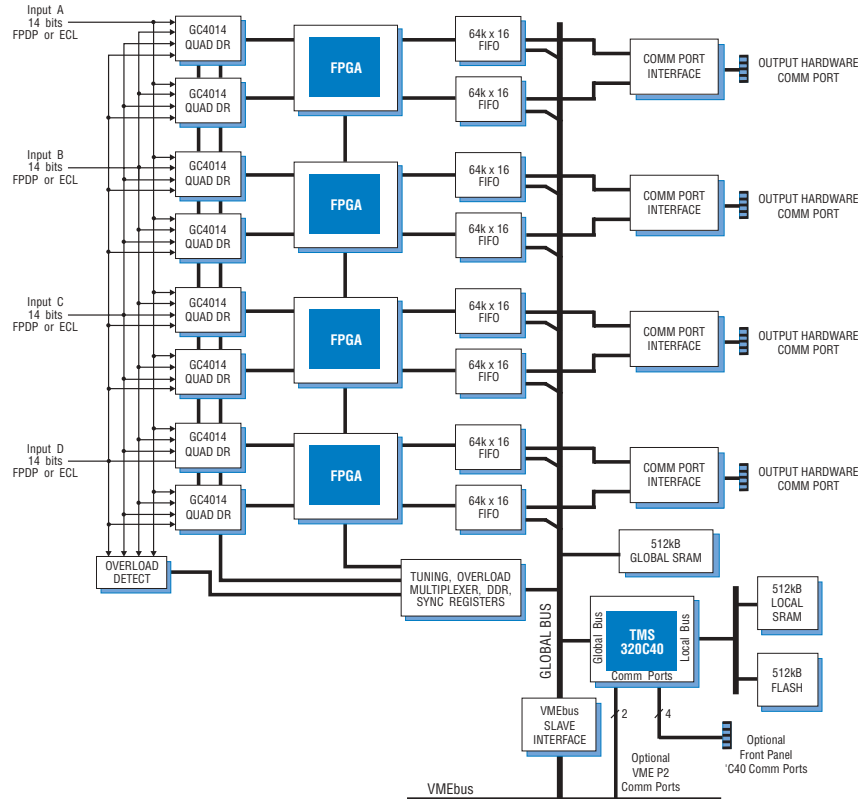 Input A
14 bits
FPDP or ECL
GC4014
QUAD DR
FPGA
64k x 16
FIFO
COMM PORT
INTERFACE
OUTPUT HARDWARE
COMM PORT
GC4014
QUAD DR
64k x 16
FIFO
Input B
14 bits
FPDP or ECL
GC4014
QUAD DR
FPGA
64k x 16
FIFO
COMM PORT
INTERFACE
OUTPUT HARDWARE
COMM PORT
GC4014
QUAD DR
64k x 16
FIFO
Input C
14 bits
FPDP or ECL
GC4014
QUAD DR
FPGA
64k x 16
FIFO
COMM PORT
INTERFACE
OUTPUT HARDWARE
COMM PORT
GC4014
QUAD DR
64k x 16
FIFO
Input D
14 bits
FPDP or ECL
GC4014
QUAD DR
FPGA
64k x 16
FIFO
COMM PORT
INTERFACE
OUTPUT HARDWARE
COMM PORT
GC4014
QUAD DR
64k x 16
FIFO
OVERLOAD
DETECT
TUNING, OVERLOAD
MULTIPLEXER, DDR,
SYNC REGISTERS
512kB
GLOBAL SRAM
GLOBAL BUS
Global Bus
TMS
320C40
Local Bus
Comm Ports
512kB
LOCAL
SRAM
512kB
FLASH
VMEbus
SLAVE
INTERFACE
2
4
Optional
VME P2
Comm Ports
Optional
Front Panel
'C40 Comm Ports
VMEbus